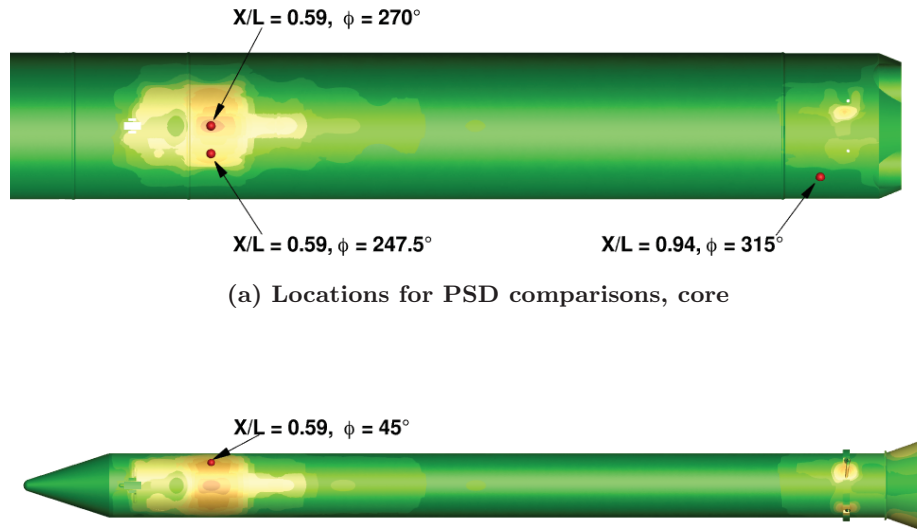 X/L = 0.59, ϕ = 270°
X/L = 0.59, ϕ = 247.5°
X/L = 0.94, ϕ = 315°
(a) Locations for PSD comparisons, core
X/L = 0.59, ϕ = 45°